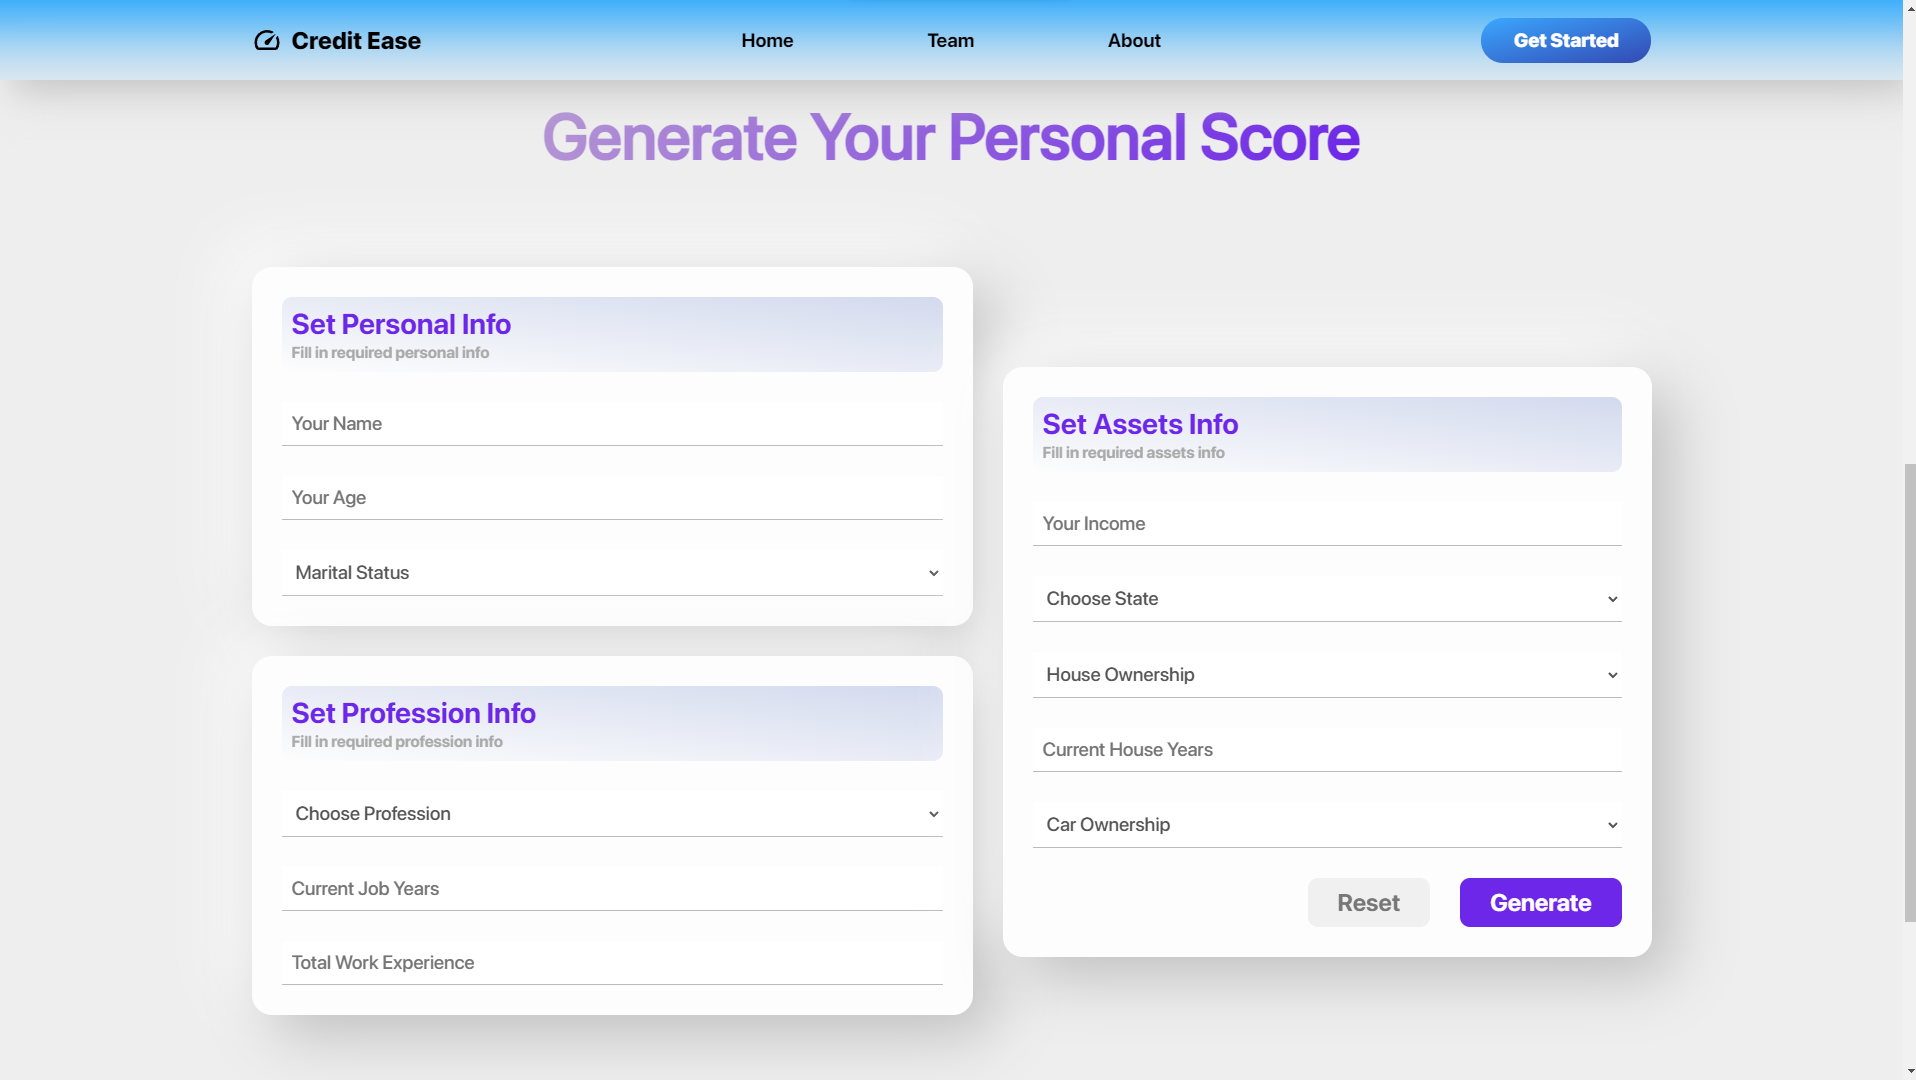 Credit Ease
Home
Team
About
Get Started
Generate Your Personal Score
Set Personal Info
Fill in required personal info
Your Name
Your Age
Marital Status
Set Profession Info
Fill in required profession info
Choose Profession
Current Job Years
Total Work Experience
Set Assets Info
Fill in required assets info
Your Income
Choose State
House Ownership
Current House Years
Car Ownership
Reset
Generate